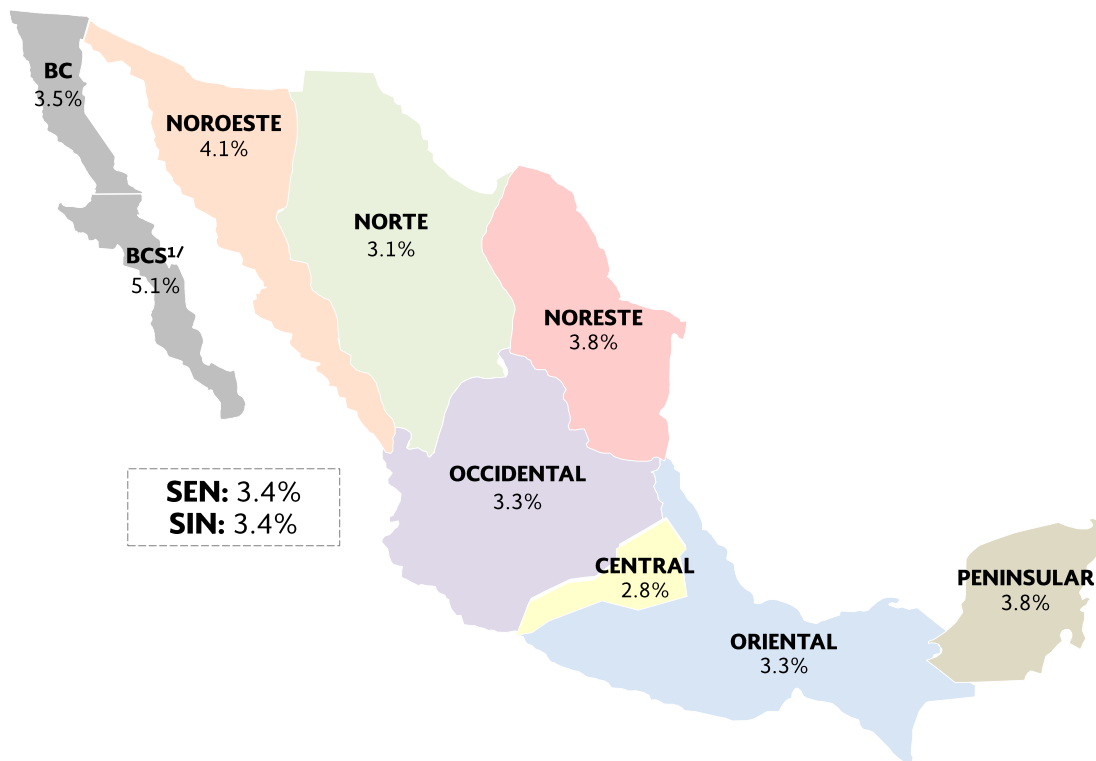 BC
3.5%
NOROESTE
4.1%
NORTE
3.1%
BCS¹/
5.1%
NORESTE
3.8%
OCCIDENTAL
3.3%
SEN: 3.4%
SIN: 3.4%
CENTRAL
2.8%
PENINSULAR
3.8%
ORIENTAL
3.3%